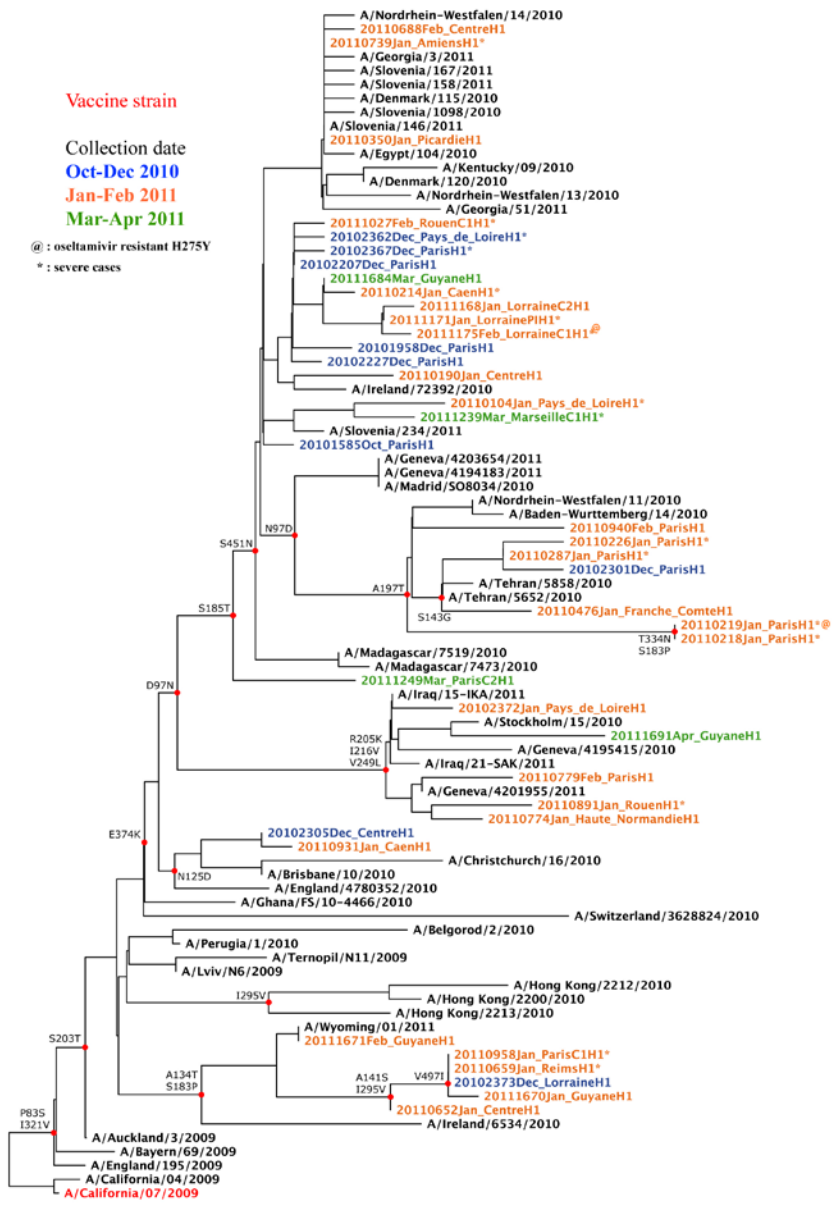 A/Nordrhein-Westfalen/14/2010
20110688Feb_CentreH1
20110739Jan_AmiensH1*
A/Georgia/3/2011
A/Slovenia/167/2011
A/Slovenia/158/2011
A/Denmark/115/2010
A/Slovenia/1098/2010
A/Slovenia/146/2011
20110350Jan_PicardieH1
A/Egypt/104/2010
A/Kentucky/09/2010
A/Denmark/120/2010
A/Nordrhein-Westfalen/13/2010
A/Georgia/51/2011
Vaccine strain
Collection date
Oct-Dec 2010
Jan-Feb 2011
Mar-Apr 2011
@ : oseltamivir resistant H275Y
* : severe cases
20111027Feb_RouenC1H1*
20102362Dec_Pays_de_LoireH1*
20102367Dec_ParisH1*
20102207Dec_ParisH1
20111684Mar_GuyaneH1
20110214Jan_CaenH1*
20111168Jan_LorraineC2H1
20111171Jan_LorrainePIH1*
20111175Feb_LorraineC1H1*@
20101958Dec_ParisH1
20102227Dec_ParisH1
20110190Jan_CentreH1
A/Ireland/72392/2010
20110104Jan_Pays_de_LoireH1*
20111239Mar_MarseilleC1H1*
A/Slovenia/234/2011
20101585Oct_ParisH1
A/Geneva/4203654/2011
A/Geneva/4194183/2011
A/Madrid/SO8034/2010
A/Nordrhein-Westfalen/11/2010
A/Baden-Wurttemberg/14/2010
20110940Feb_ParisH1
N97D
20110226Jan_ParisH1*
S451N
20110287Jan_ParisH1*
20102301Dec_ParisH1
A/Tehran/5858/2010
A197T
A/Tehran/5652/2010
S185T
20110476Jan_Franche_ComteH1
S143G
20110219Jan_ParisH1*@
20110218Jan_ParisH1*
T334N
S183P
A/Madagascar/7519/2010
A/Madagascar/7473/2010
20111249Mar_ParisC2H1
D97N
A/Iraq/15-IKA/2011
20102372Jan_Pays_de_LoireH1
A/Stockholm/15/2010
20111691Apr_GuyaneH1
R205K
I216V
V249L
A/Geneva/4195415/2010
A/Iraq/21-SAK/2011
20110779Feb_ParisH1
A/Geneva/4201955/2011
20110891Jan_RouenH1*
20110774Jan_Haute_NormandieH1
E374K
20102305Dec_CentreH1
20110931Jan_CaenH1
A/Christchurch/16/2010
A/Brisbane/10/2010
N125D
A/England/4780352/2010
A/Ghana/FS/10-4466/2010
A/Switzerland/3628824/2010
A/Belgorod/2/2010
A/Perugia/1/2010
A/Ternopil/N11/2009
A/Lviv/N6/2009
A/Hong Kong/2212/2010
I295V
A/Hong Kong/2200/2010
A/Hong Kong/2213/2010
A/Wyoming/01/2011
S203T
20111671Feb_GuyaneH1
20110958Jan_ParisC1H1*
20110659Jan_ReimsH1*
A134T
S183P
A141S
I295V
V497I
20102373Dec_LorraineH1
20111670Jan_GuyaneH1
20110652Jan_CentreH1
P83S
I321V
A/Ireland/6534/2010
A/Auckland/3/2009
A/Bayern/69/2009
A/England/195/2009
A/California/04/2009
A/California/07/2009